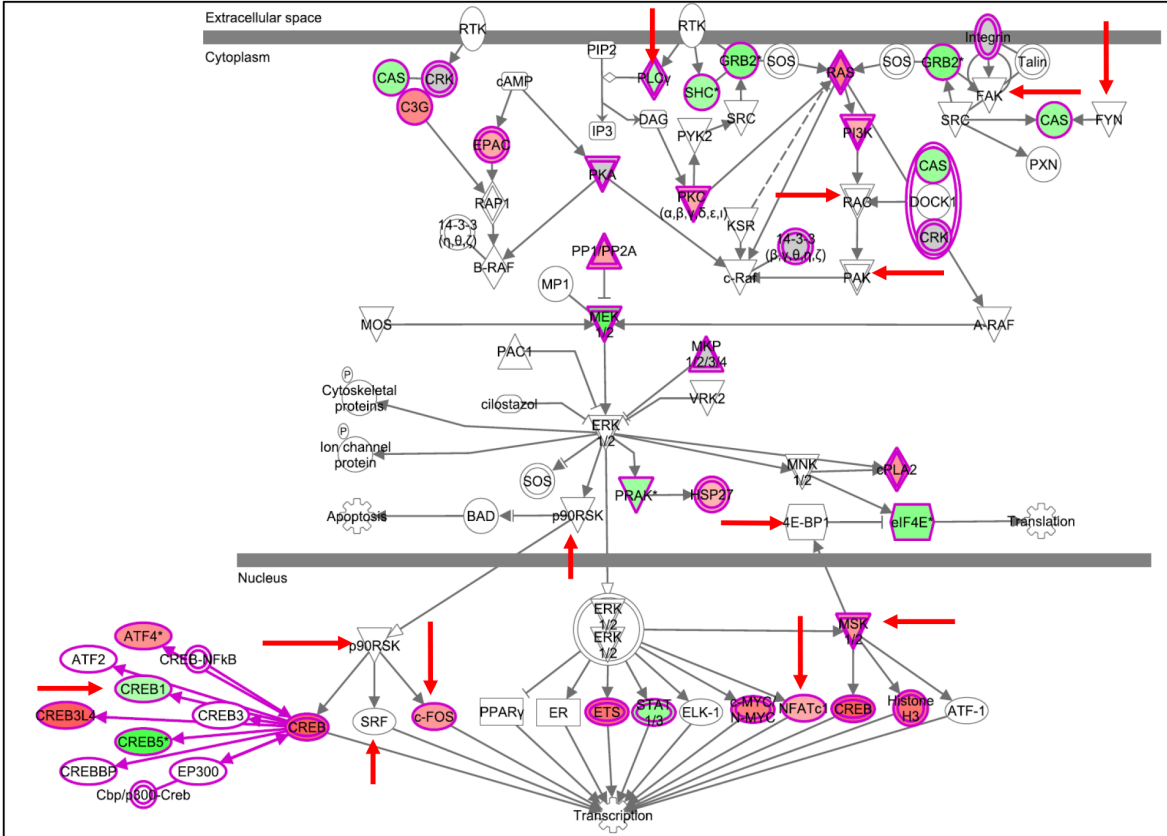 Extracellular space
Cytoplasm
RTK
RTK
Integrin
PIP2
CAS
CRK
cAMP
PLCγ
GRB2*
SOS
RAS
SOS
GRB2*
Talin
C3G
SHC*
FAK
IP3
DAG
PYK2
SRC
SRC
CAS
FYN
EPAC
PI3K
PXN
PKA
CAS
RAP1
PKC
(α,β,γ,δ,ε,ι)
KSR
RAC
DOCK1
14-3-3
(η,θ,ζ)
14-3-3
(β,γ,θ,η,ζ)
CRK
B-RAF
PP1/PP2A
c-Raf
PAK
MP1
MOS
MEK
1/2
A-RAF
PAC1
MKP
1/2/3/4
P
Cytoskeletal
proteins
cilostazol
VRK2
P
Ion channel
protein
ERK
1/2
SOS
MNK
1/2
cPLA2
PRAK*
HSP27
Apoptosis
BAD
p90RSK
4E-BP1
eIF4E*
Translation
Nucleus
ERK
1/2
ERK
1/2
MSK
1/2
ATF4*
p90RSK
ATF2
CREB-NFkB
CREB1
CREB3L4
CREB3
CREB
SRF
c-FOS
PPARγ
ER
ETS
STAT
1/3
ELK-1
c-MYC
N-MYC
NFATc1
CREB
Histone
H3
ATF-1
CREB5*
CREBBP
EP300
Cbp/p300-Creb
Transcription